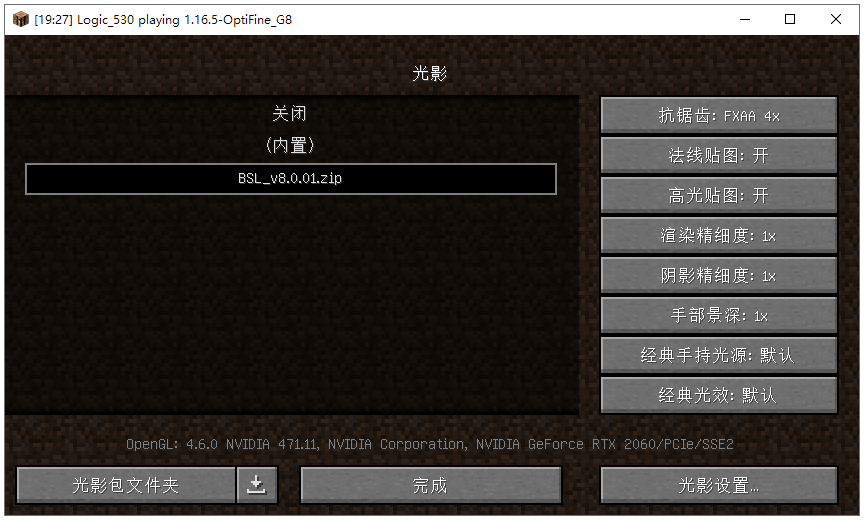 [19:27] Logic_530 playing 1.16.5-OptiFine_G8
光影
关闭
(内置)
BSL_v8.0.01.zip
抗锯齿: FXAA 4x
法线贴图: 开
高光贴图: 开
渲染精细度: 1x
阴影精细度: 1x
手部景深: 1x
经典手持光源: 默认
经典光效: 默认
OpenGL: 4.6.0 NVIDIA 471.11, NVIDIA Corporation, NVIDIA GeForce RTX 2060/PCIe/SSE2
光影包文件夹
完成
光影设置...